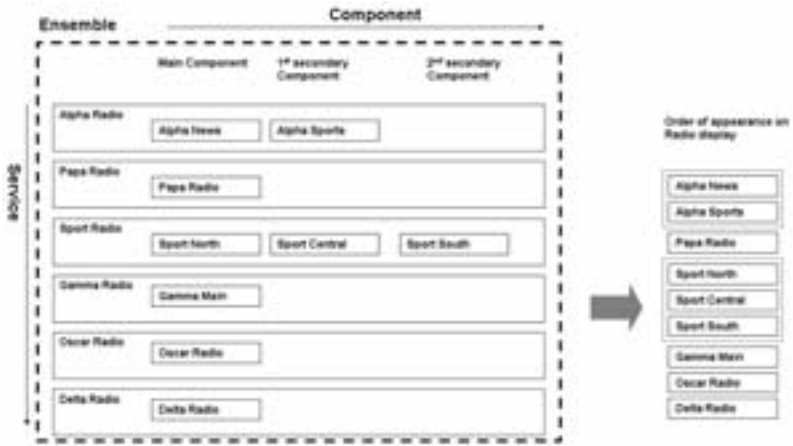 Component
Ensemble
Main Component
1st secondary
Component
2nd secondary
Component
Service
Alpha Radio
Alpha News
Alpha Sports
Papa Radio
Papa Radio
Sport Radio
Sport North
Sport Central
Sport South
Gamma Radio
Gamma Main
Oscar Radio
Oscar Radio
Delta Radio
Delta Radio
Order of appearance on
Radio display
Alpha News
Alpha Sports
Papa Radio
Sport North
Sport Central
Sport South
Gamma Main
Oscar Radio
Delta Radio